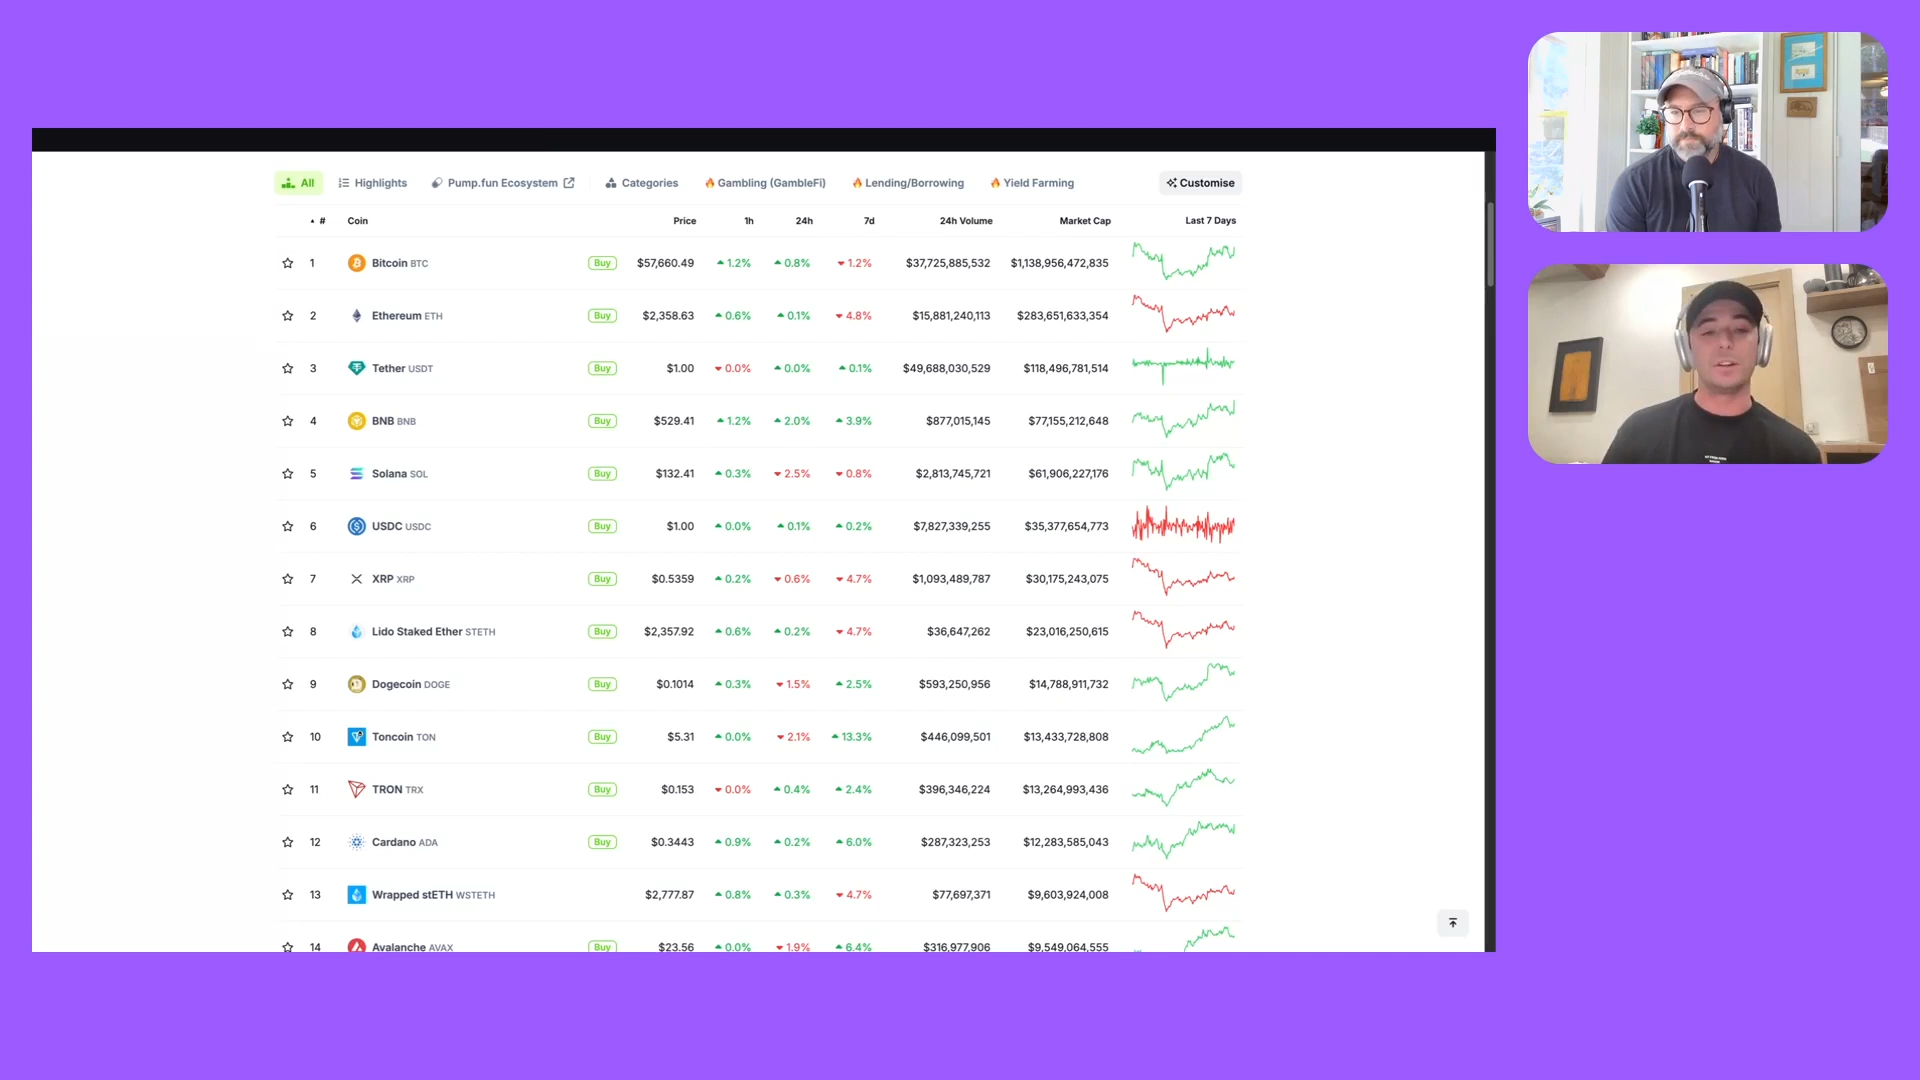 All Highlights Pump.fun Ecosystem Categories Gambling (GambleFi) Lending/Borrowing Yield Farming Customise
# Coin Price 1h 24h 7d 24h Volume Market Cap Last 7 Days
1 Bitcoin BTC Buy $57,660.49 1.2% 0.8% 1.2% $37,725,885,532 $1,138,956,472,835
2 Ethereum ETH Buy $2,358.63 0.6% 0.1% 4.8% $15,881,240,113 $283,651,633,354
3 Tether USDT Buy $1.00 0.0% 0.0% 0.1% $49,688,030,529 $118,496,781,514
4 BNB BNB Buy $529.41 1.2% 2.0% 3.9% $877,015,145 $77,155,212,648
5 Solana SOL Buy $132.41 0.3% 2.5% 0.8% $2,813,745,721 $61,906,227,176
6 USDC USDC Buy $1.00 0.0% 0.1% 0.2% $7,827,339,255 $35,377,654,773
7 XRP XRP Buy $0.5359 0.2% 0.6% 4.7% $1,093,489,787 $30,175,243,075
8 Lido Staked Ether STETH Buy $2,357.92 0.6% 0.2% 4.7% $36,647,262 $23,016,250,615
9 Dogecoin DOGE Buy $0.1014 0.3% 1.5% 2.5% $593,250,956 $14,788,911,732
10 Toncoin TON Buy $5.31 0.0% 2.1% 13.3% $446,099,501 $13,433,728,808
11 TRON TRX Buy $0.153 0.0% 0.4% 2.4% $396,346,224 $13,264,993,436
12 Cardano ADA Buy $0.3443 0.9% 0.2% 6.0% $287,323,253 $12,283,585,043
13 Wrapped stETH WSTETH Buy $2,777.87 0.8% 0.3% 4.7% $77,697,371 $9,603,924,008
14 Avalanche AVAX Buy $23.56 0.0% 1.9% 6.4% $316,977,906 $9,549,064,555